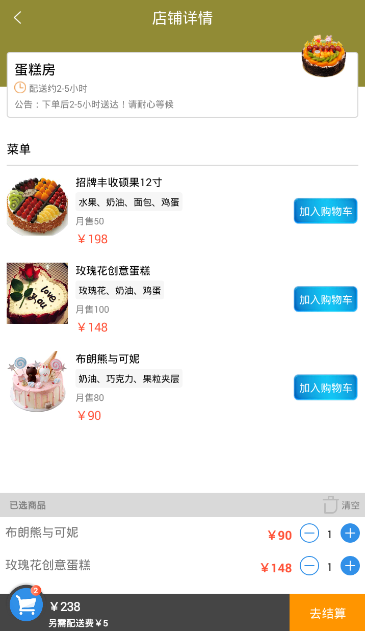 店铺详情
蛋糕房
配送约2-5小时
公告：下单后2-5小时送达！请耐心等候
菜单
招牌丰收硕果12寸
水果、奶油、面包、鸡蛋
月售50
￥198
加入购物车
玫瑰花创意蛋糕
玫瑰花、奶油、鸡蛋
月售100
￥148
加入购物车
布朗熊与可妮
奶油、巧克力、果粒夹层
月售80
￥90
加入购物车
已选商品 清空
布朗熊与可妮 ￥90 1
玫瑰花创意蛋糕 ￥148 1
2
￥238
另需配送费￥5
去结算